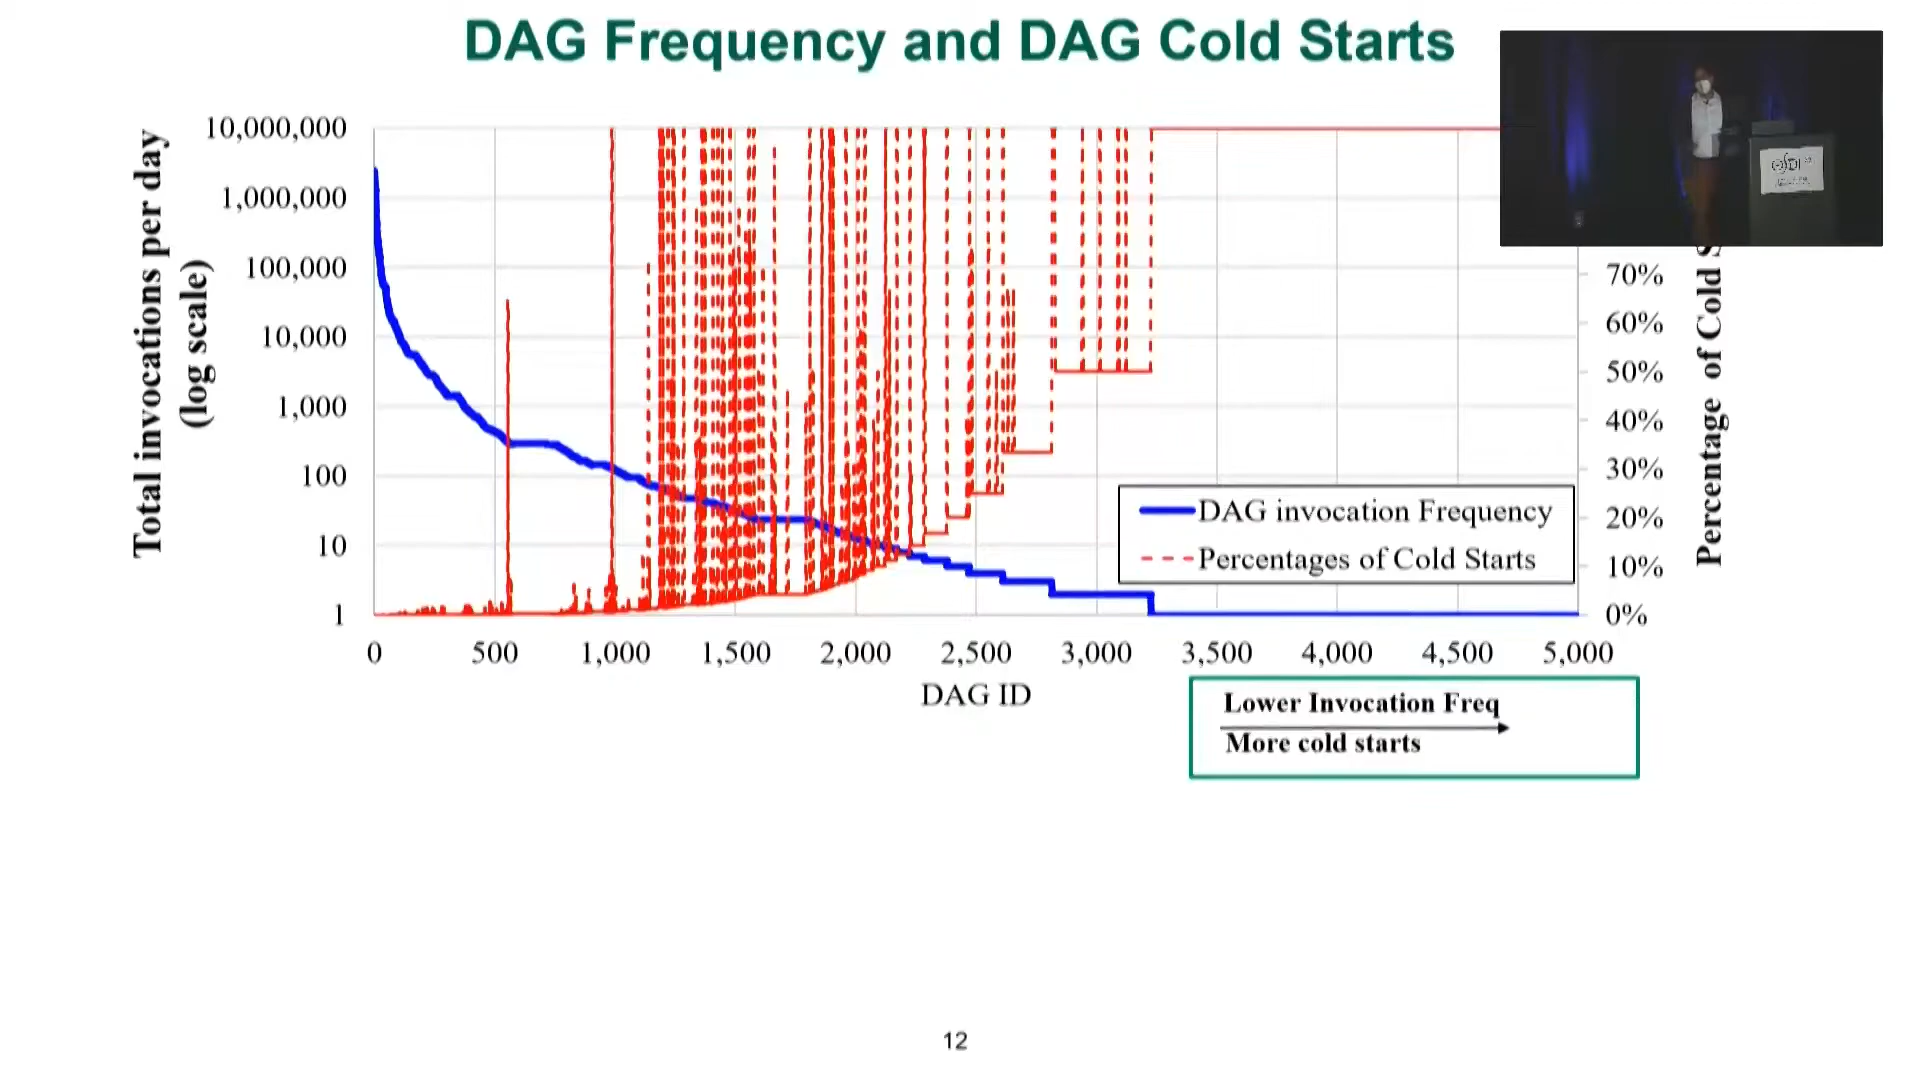 DAG Frequency and DAG Cold Starts
Total invocations per day
(log scale)
10,000,000
1,000,000
100,000
10,000
1,000
100
10
1
70%
60%
50%
40%
30%
20%
10%
0%
Percentage of Cold
DAG invocation Frequency
Percentages of Cold Starts
0 500 1,000 1,500 2,000 2,500 3,000 3,500 4,000 4,500 5,000
DAG ID
Lower Invocation Freq
More cold starts
12